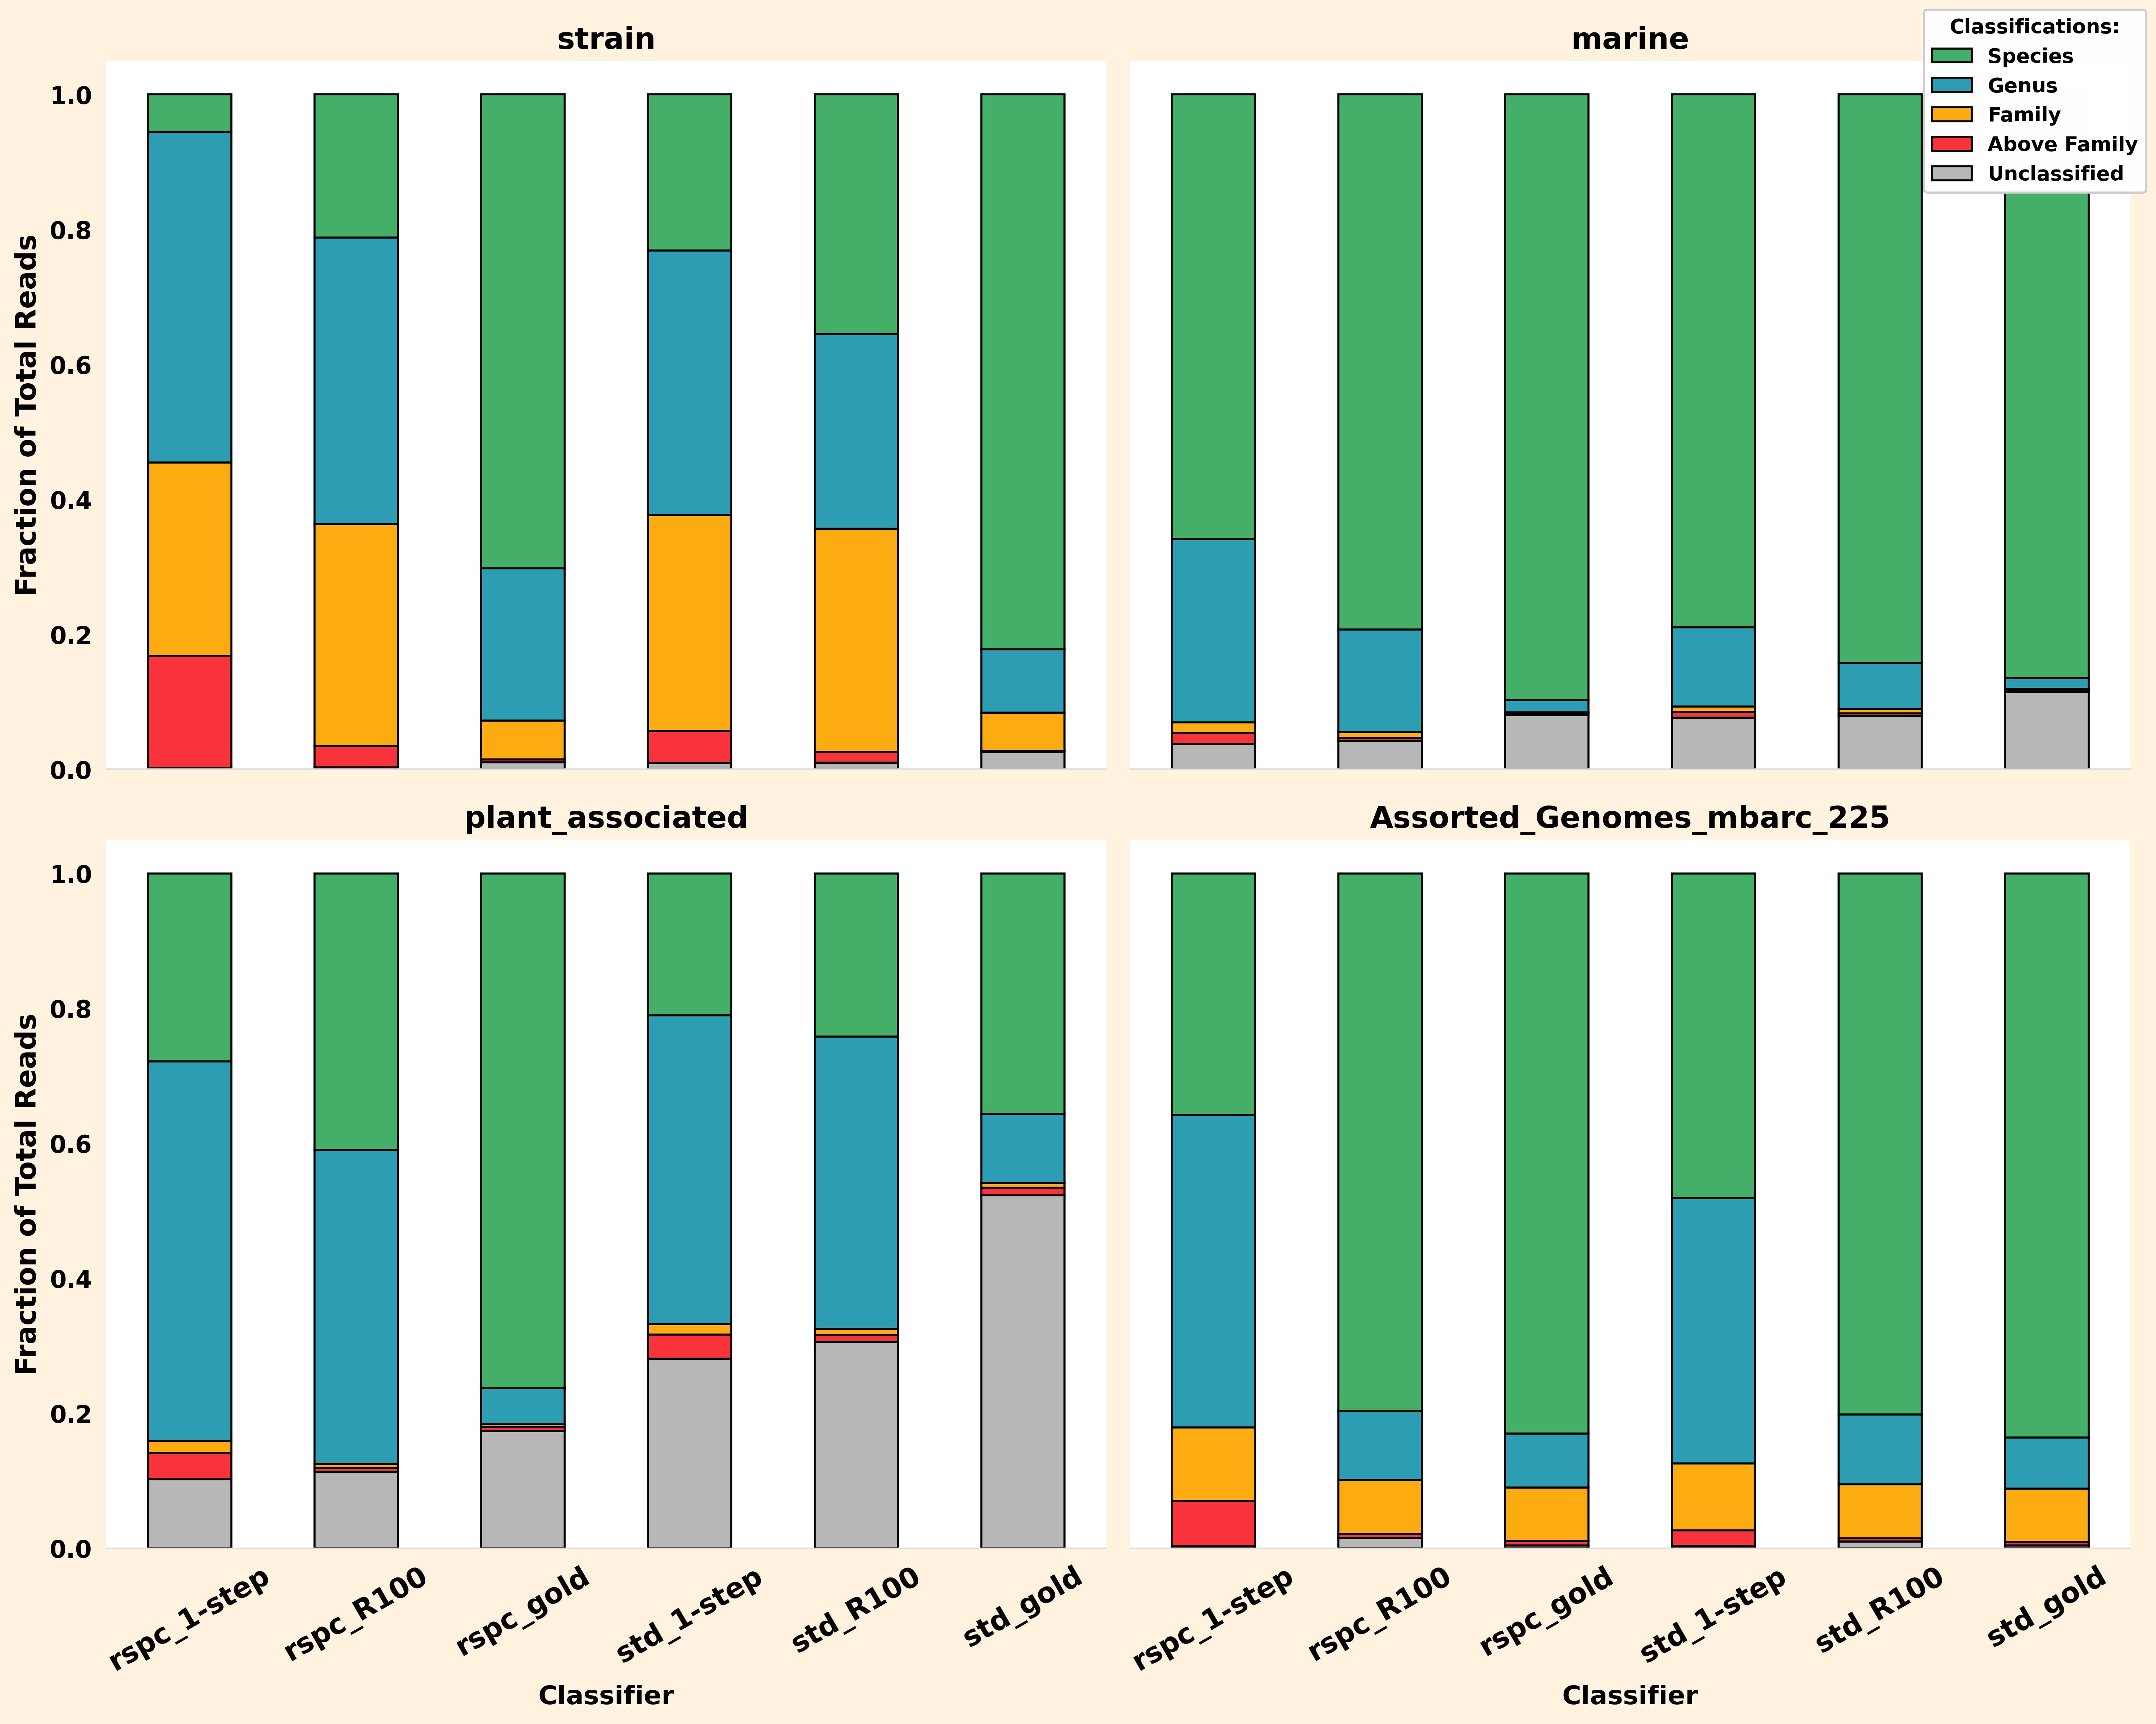 strain
marine
Classifications:
Species
Genus
Family
Above Family
Unclassified
Fraction of Total Reads
1.0
0.8
0.6
0.4
0.2
0.0
plant_associated
Assorted_Genomes_mbarc_225
Fraction of Total Reads
1.0
0.8
0.6
0.4
0.2
0.0
rspc_1-step
rspc_R100
rspc_gold
std_1-step
std_R100
std_gold
rspc_1-step
rspc_R100
rspc_gold
std_1-step
std_R100
std_gold
Classifier
Classifier